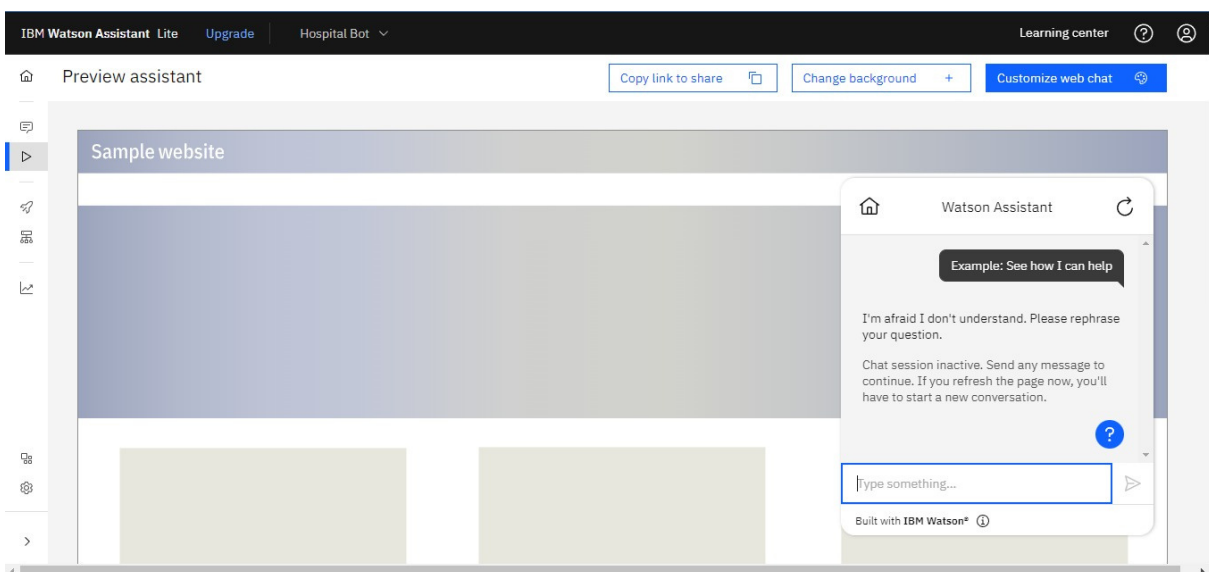 IBM Watson Assistant Lite Upgrade Hospital Bot Learning center
Preview assistant Copy link to share Change background + Customize web chat
Sample website
Watson Assistant
Example: See how I can help
I'm afraid I don't understand. Please rephrase
your question.
Chat session inactive. Send any message to
continue. If you refresh the page now, you'll
have to start a new conversation.
?
Type something...
Built with IBM Watson®